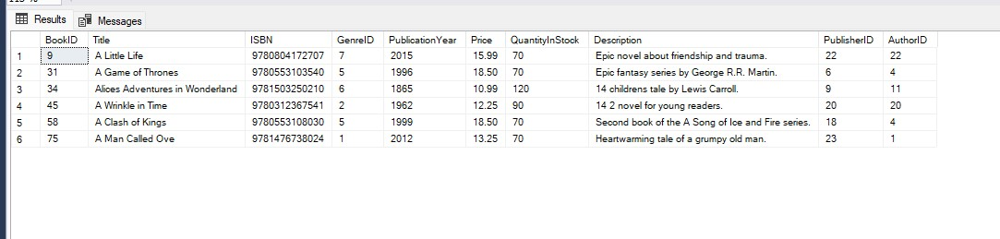 Results Messages
BookID Title ISBN GenreID PublicationYear Price QuantityInStock Description PublisherID AuthorID
1 9 A Little Life 9780804172707 7 2015 15.99 70 Epic novel about friendship and trauma. 22 22
2 31 A Game of Thrones 9780553103540 5 1996 18.50 70 Epic fantasy series by George R.R. Martin. 6 4
3 34 Alices Adventures in Wonderland 9781503250210 6 1865 10.99 120 14 childrens tale by Lewis Carroll. 9 11
4 45 A Wrinkle in Time 9780312367541 2 1962 12.25 90 14 2 novel for young readers. 20 20
5 58 A Clash of Kings 9780553108030 5 1999 18.50 70 Second book of the A Song of Ice and Fire series. 18 4
6 75 A Man Called Ove 9781476738024 1 2012 13.25 70 Heartwarming tale of a grumpy old man. 23 1